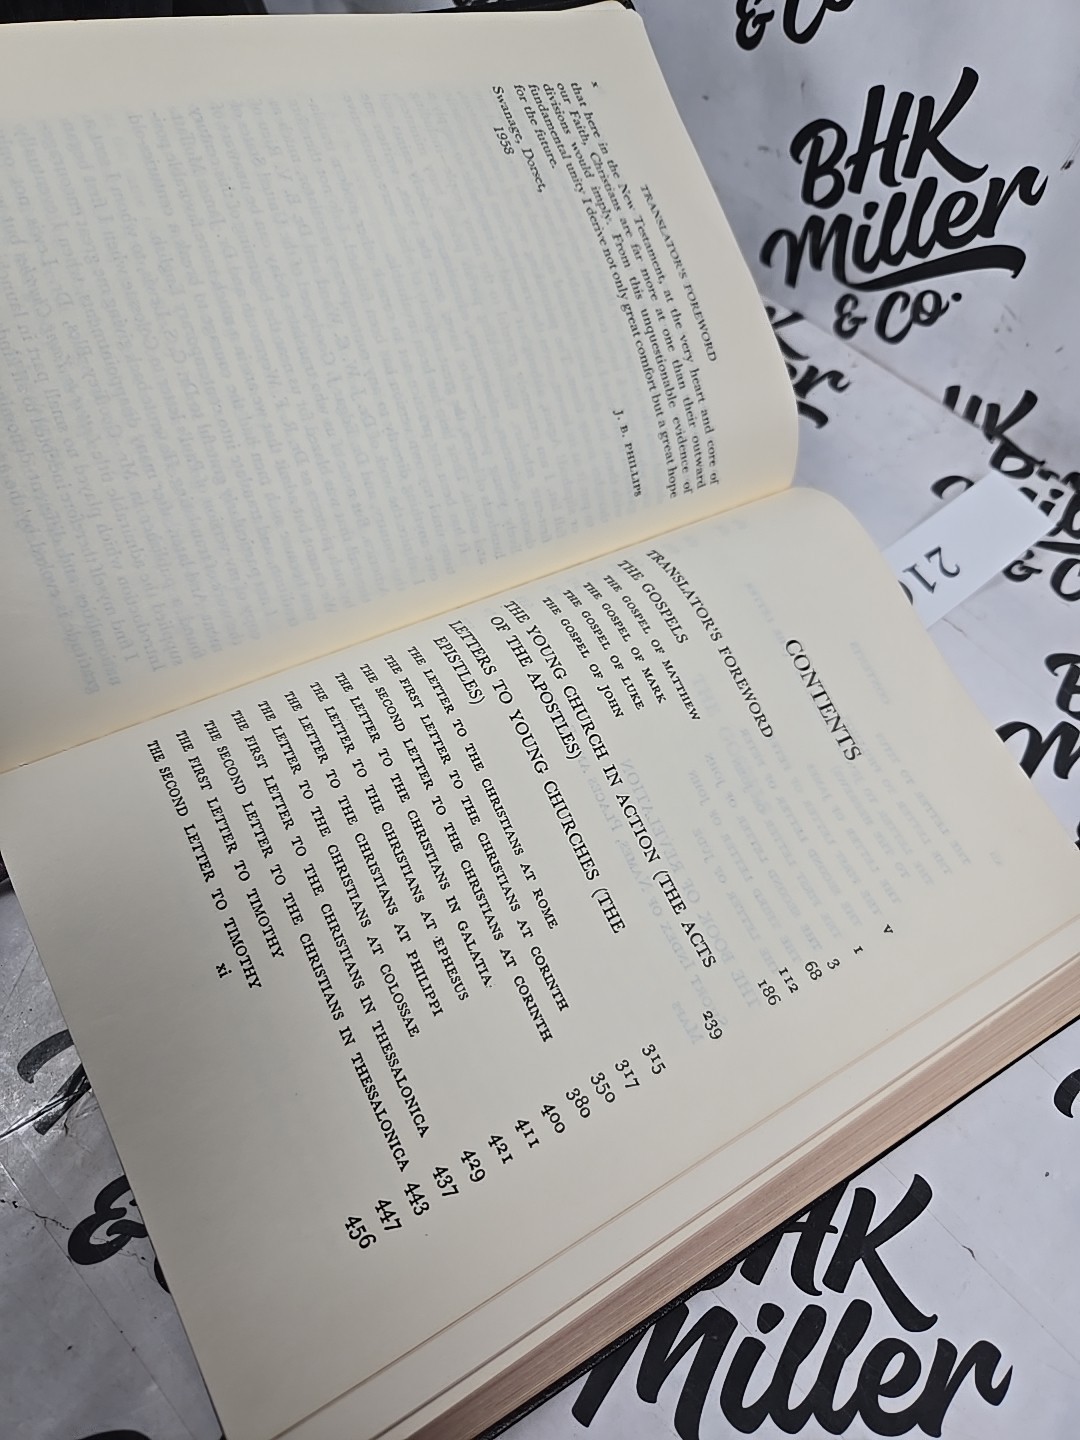 x
TRANSLATOR'S FOREWORD
that here in the New Testament, at the very heart and core of
our Faith, Christians are far more at one than their outward
divisions would imply. From this unquestionable evidence of
fundamental unity I derive not only great comfort but a great hope
for the future.
J. B. PHILLIPS
Swanage, Dorset,
1958
CONTENTS
TRANSLATOR'S FOREWORD v
THE GOSPELS 1
THE GOSPEL OF MATTHEW 3
THE GOSPEL OF MARK 68
THE GOSPEL OF LUKE 112
THE GOSPEL OF JOHN 186
THE YOUNG CHURCH IN ACTION (THE ACTS
OF THE APOSTLES) 239
LETTERS TO YOUNG CHURCHES (THE
EPISTLES) 315
THE LETTER TO THE CHRISTIANS AT ROME 317
THE FIRST LETTER TO THE CHRISTIANS AT CORINTH 350
THE SECOND LETTER TO THE CHRISTIANS AT CORINTH 380
THE LETTER TO THE CHRISTIANS IN GALATIA 400
THE LETTER TO THE CHRISTIANS AT EPHESUS 411
THE LETTER TO THE CHRISTIANS AT PHILIPPI 421
THE LETTER TO THE CHRISTIANS AT COLOSSAE 429
THE FIRST LETTER TO THE CHRISTIANS IN THESSALONICA 437
THE SECOND LETTER TO THE CHRISTIANS IN THESSALONICA 443
THE FIRST LETTER TO TIMOTHY 447
THE SECOND LETTER TO TIMOTHY 456
xi
& Co.
BHK
Miller
& Co.
BHK
Miller